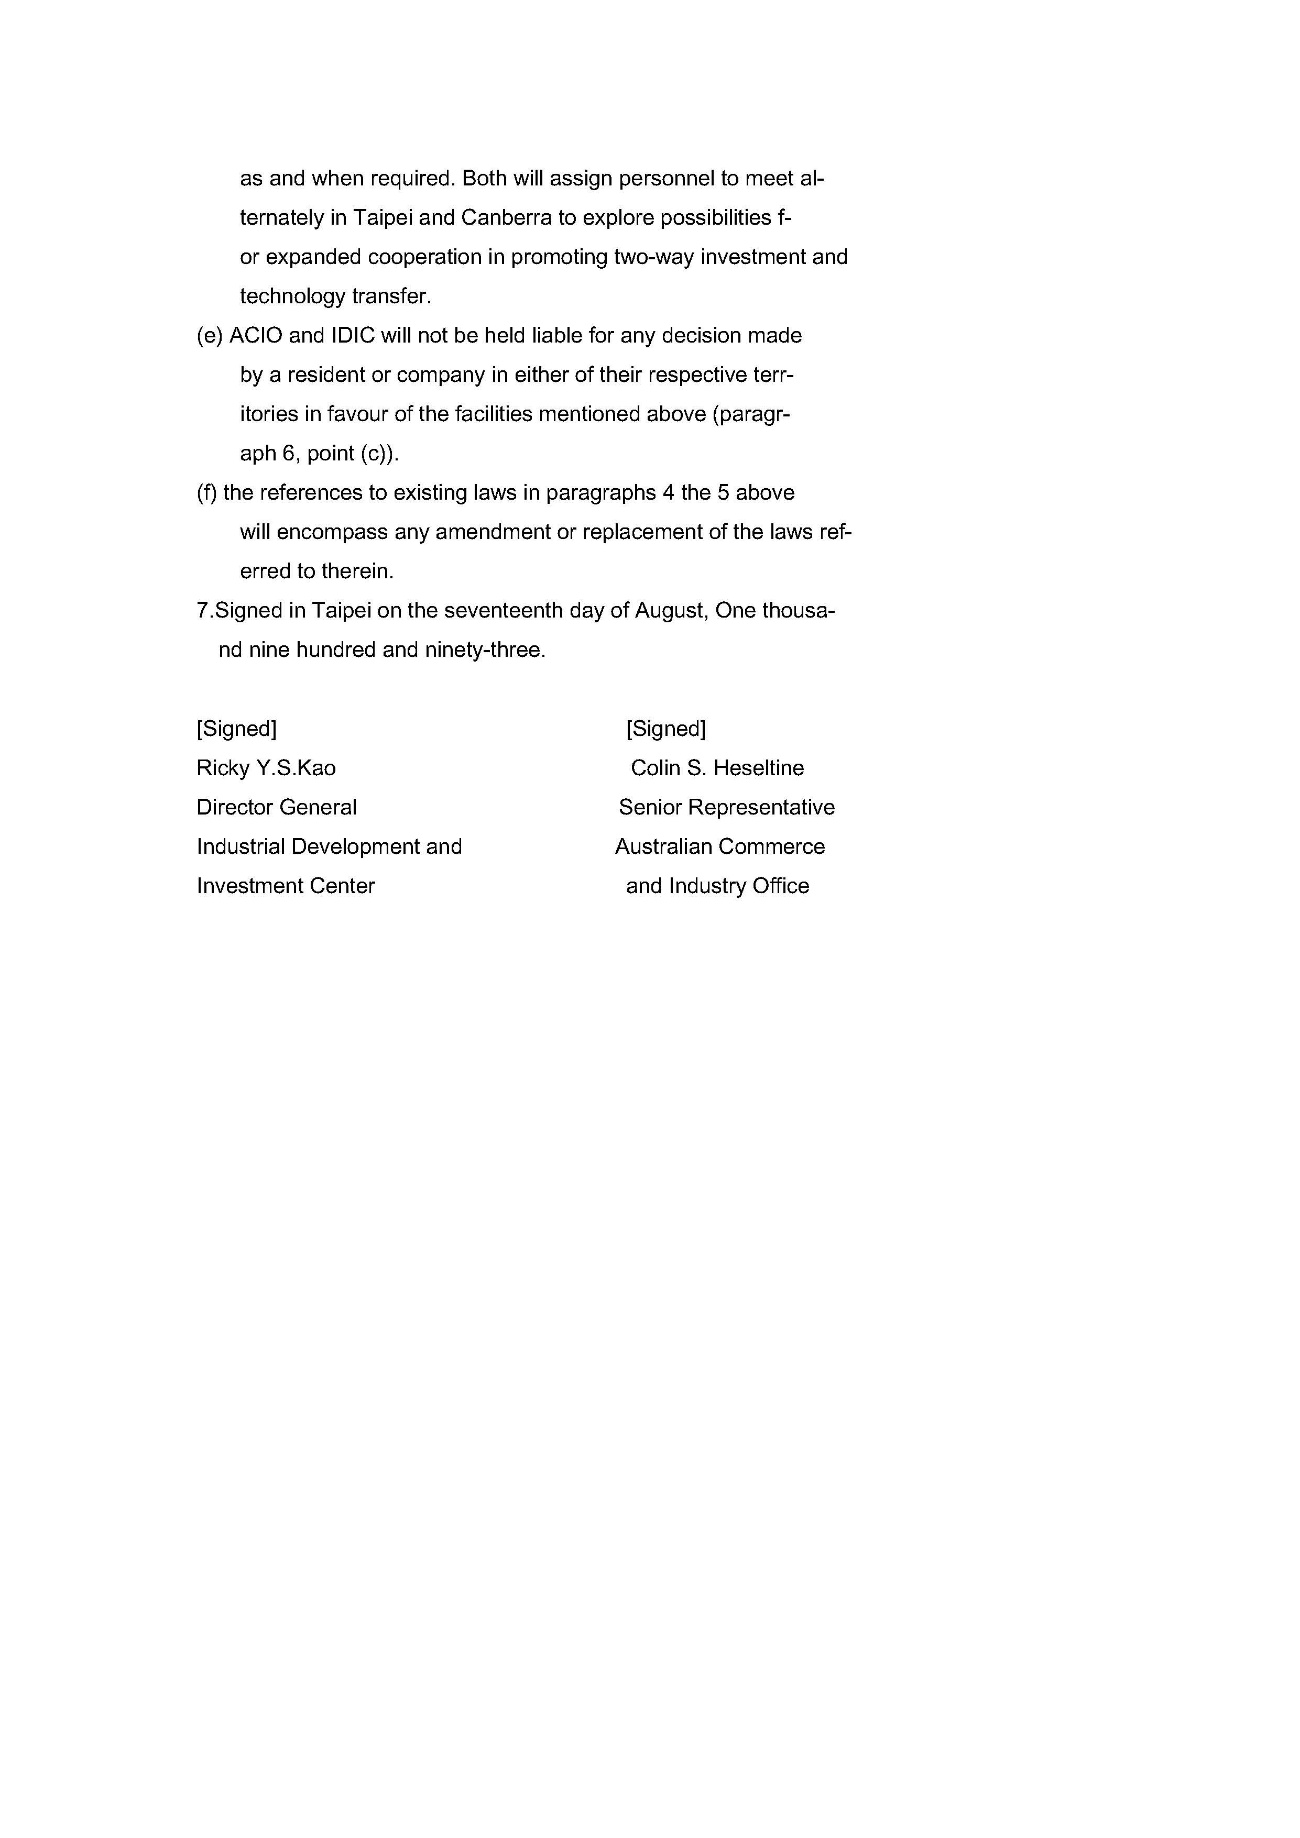 as and when required. Both will assign personnel to meet al-
ternately in Taipei and Canberra to explore possibilities f-
or expanded cooperation in promoting two-way investment and
technology transfer.
(e) ACIO and IDIC will not be held liable for any decision made
by a resident or company in either of their respective terr-
itories in favour of the facilities mentioned above (paragr-
aph 6, point (c)).
(f) the references to existing laws in paragraphs 4 the 5 above
will encompass any amendment or replacement of the laws ref-
erred to therein.
7.Signed in Taipei on the seventeenth day of August, One thousa-
nd nine hundred and ninety-three.
[Signed] [Signed]
Ricky Y.S.Kao Colin S. Heseltine
Director General Senior Representative
Industrial Development and Australian Commerce
Investment Center and Industry Office